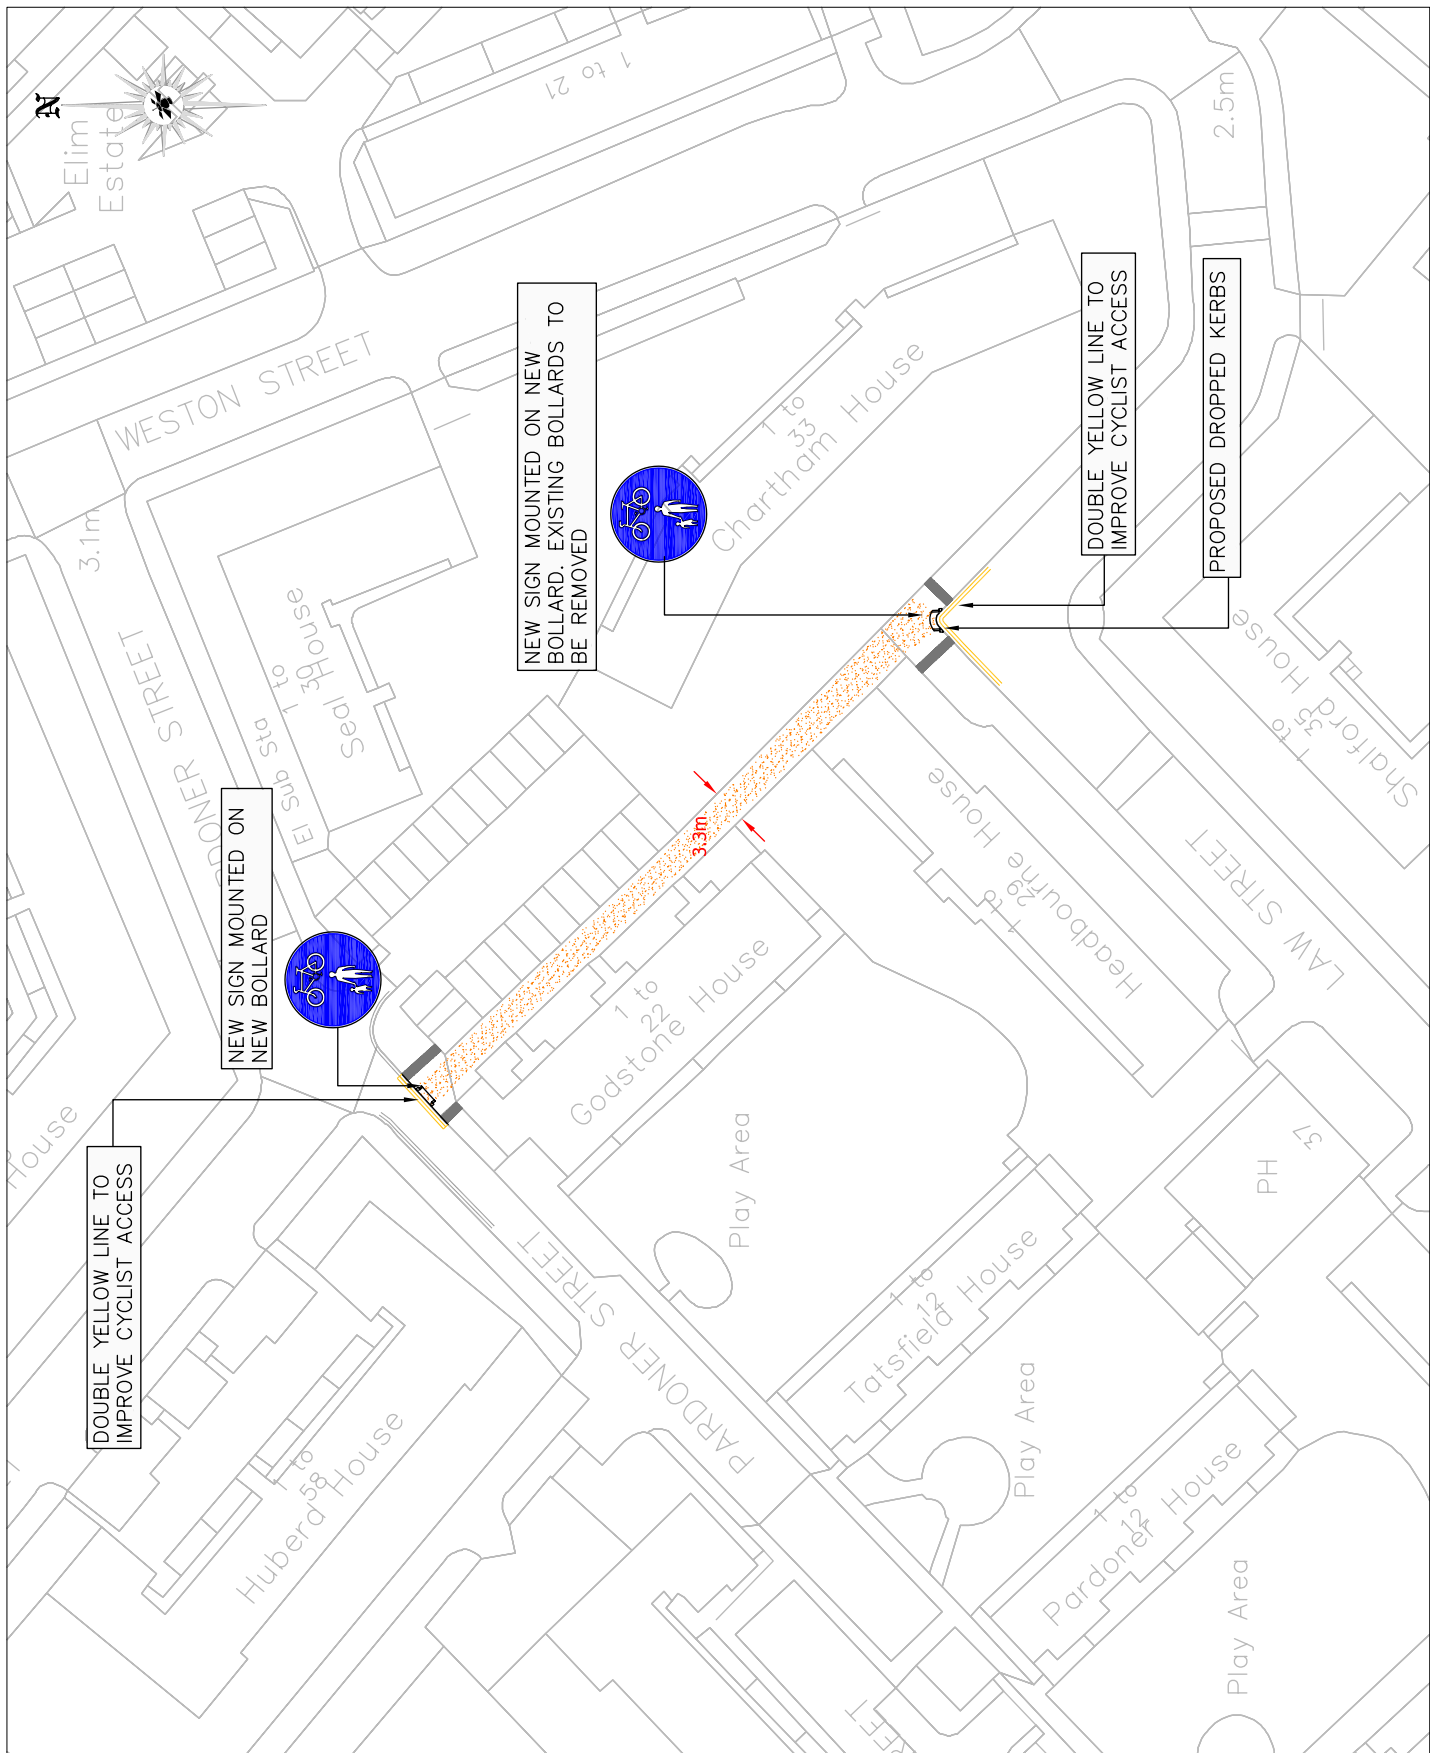 N
Elim
Estate
1 to 21
2.5m
WESTON STREET
3.1m
NEW SIGN MOUNTED ON NEW
BOLLARD. EXISTING BOLLARDS TO
BE REMOVED
DOUBLE YELLOW LINE TO
IMPROVE CYCLIST ACCESS
PROPOSED DROPPED KERBS
1 to
33
Chartham House
1 to
30
Seal House
El Sub Sta
DONER STREET
NEW SIGN MOUNTED ON
NEW BOLLARD
3.3m
1 to
35
Shalford House
1 to
29
Headbourne House
LAW STREET
1 to
22
Godstone House
House
DOUBLE YELLOW LINE TO
IMPROVE CYCLIST ACCESS
Play Area
PH
37
PARDONER STREET
1 to
12
Tatsfield House
1 to
58
Huberd House
Play Area
1 to
12
Pardoner House
Play Area
REET